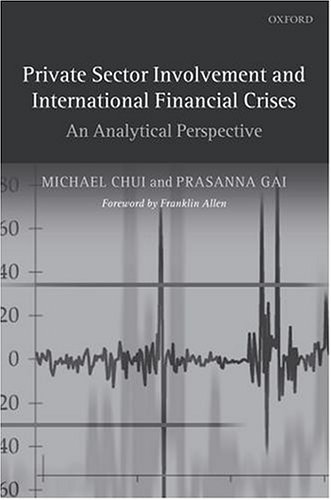 OXFORD
Private Sector Involvement and
International Financial Crises
An Analytical Perspective
MICHAEL CHUI and PRASANNA GAI
Foreword by Franklin Allen
80
60
40
20
0
20
40
60